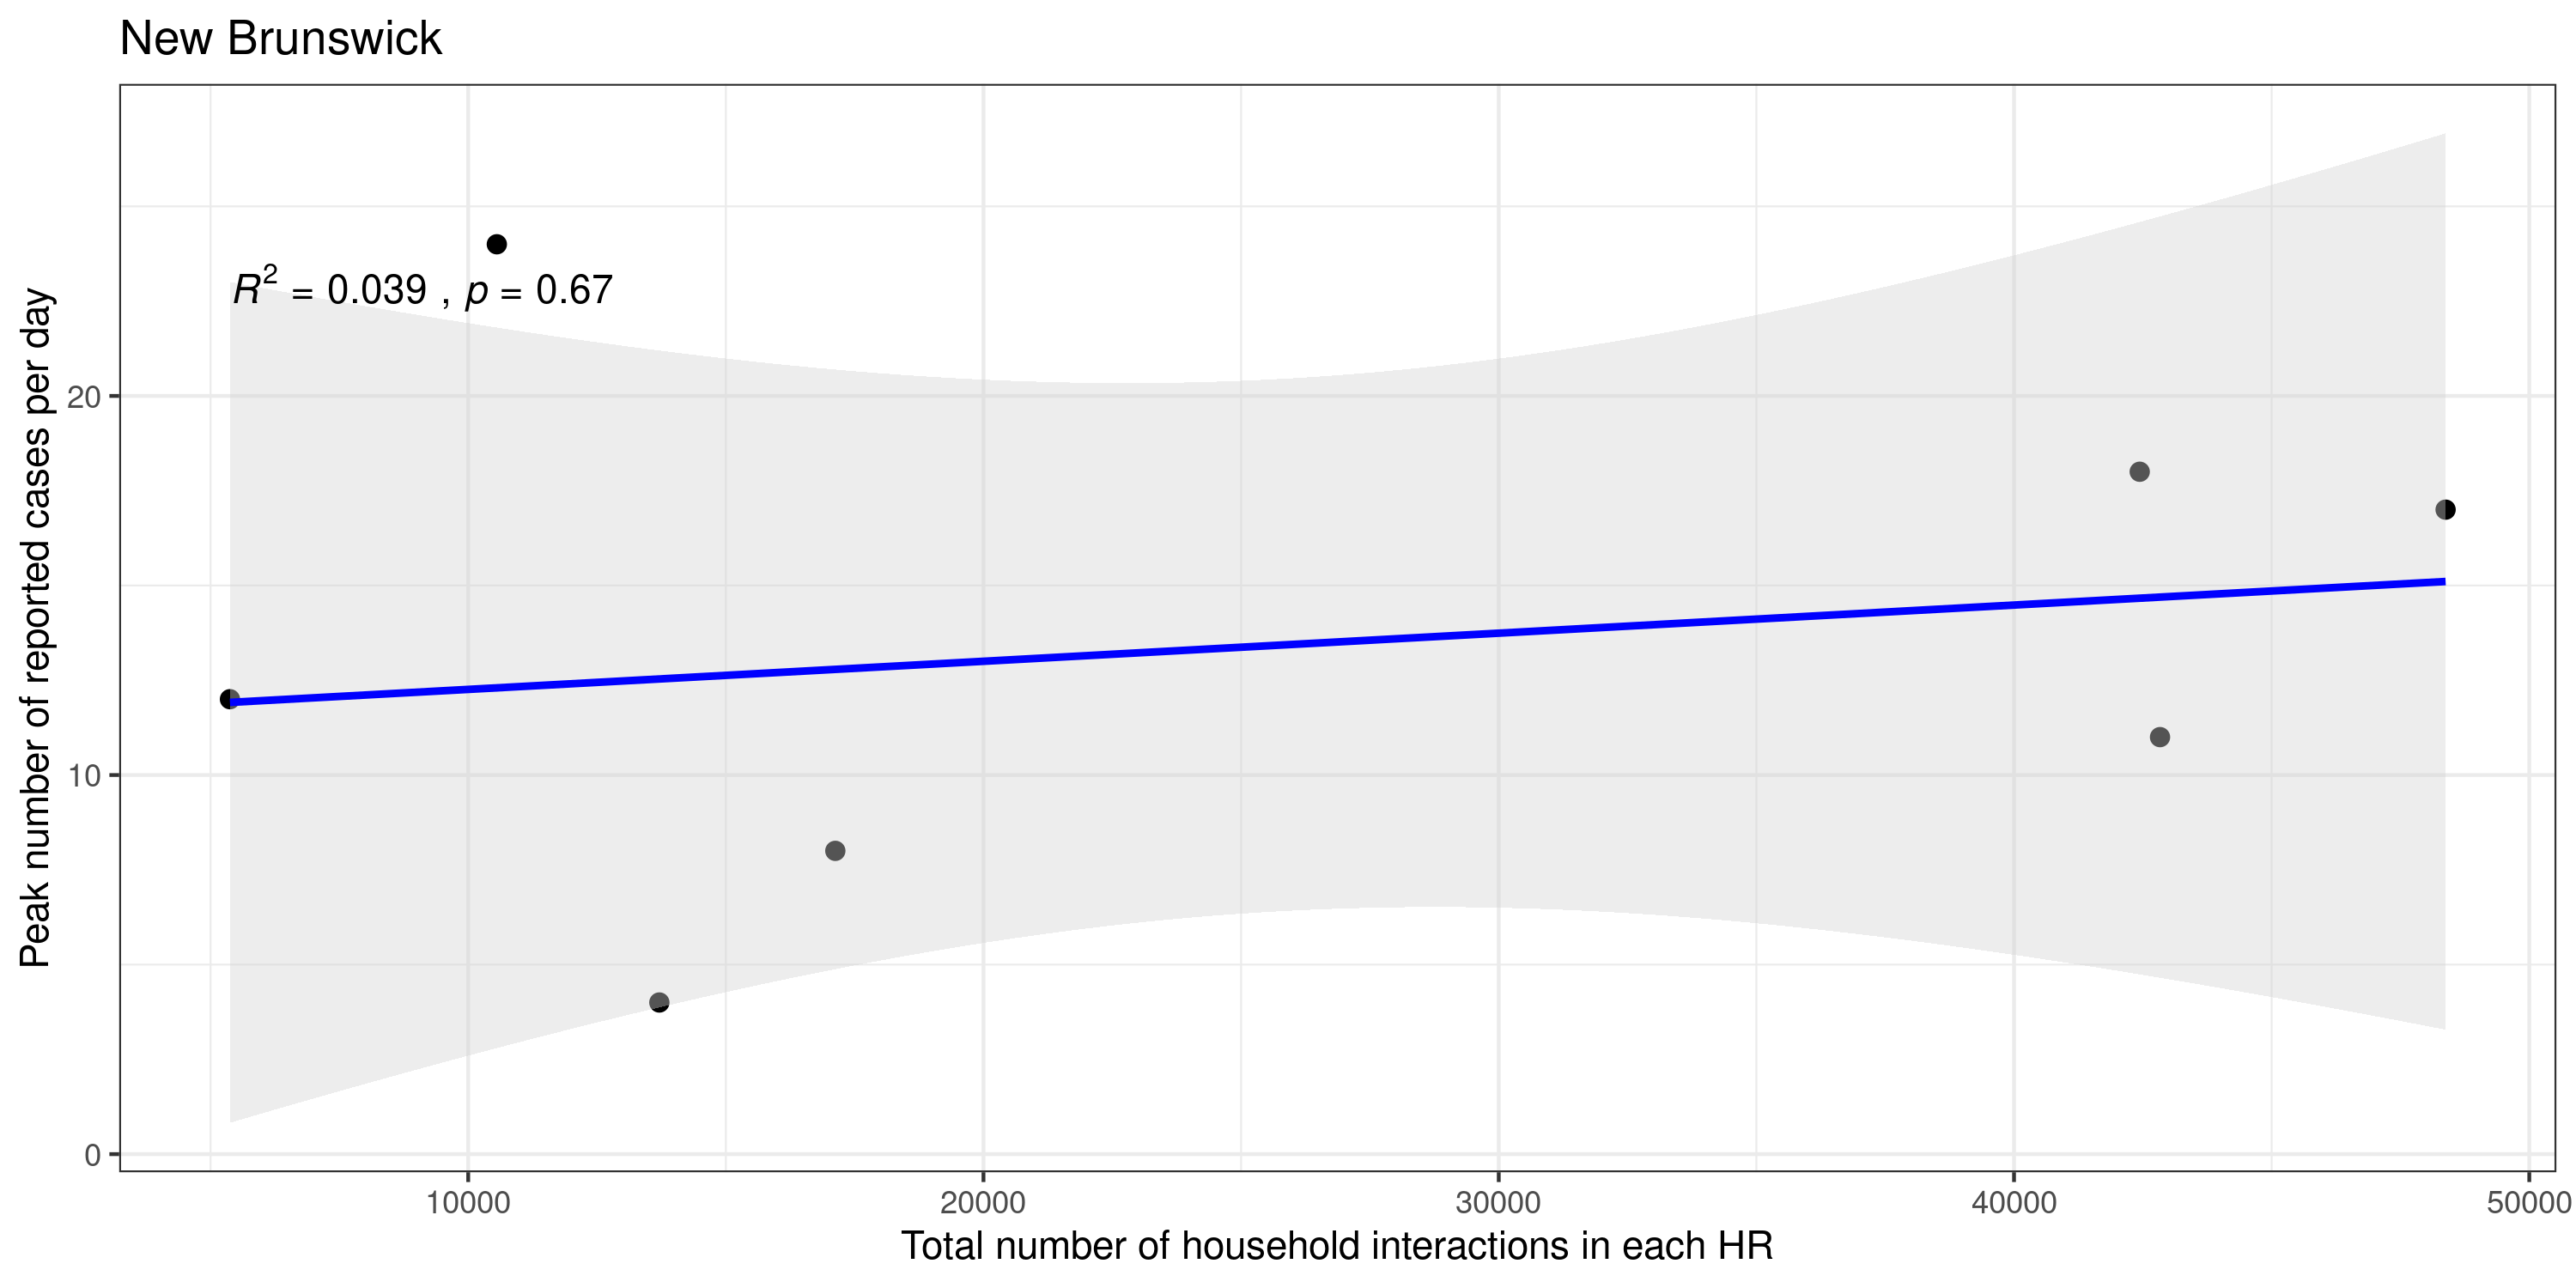 New Brunswick
R² = 0.039 , p = 0.67
Peak number of reported cases per day
20
10
0
10000 20000 30000 40000 50000
Total number of household interactions in each HR